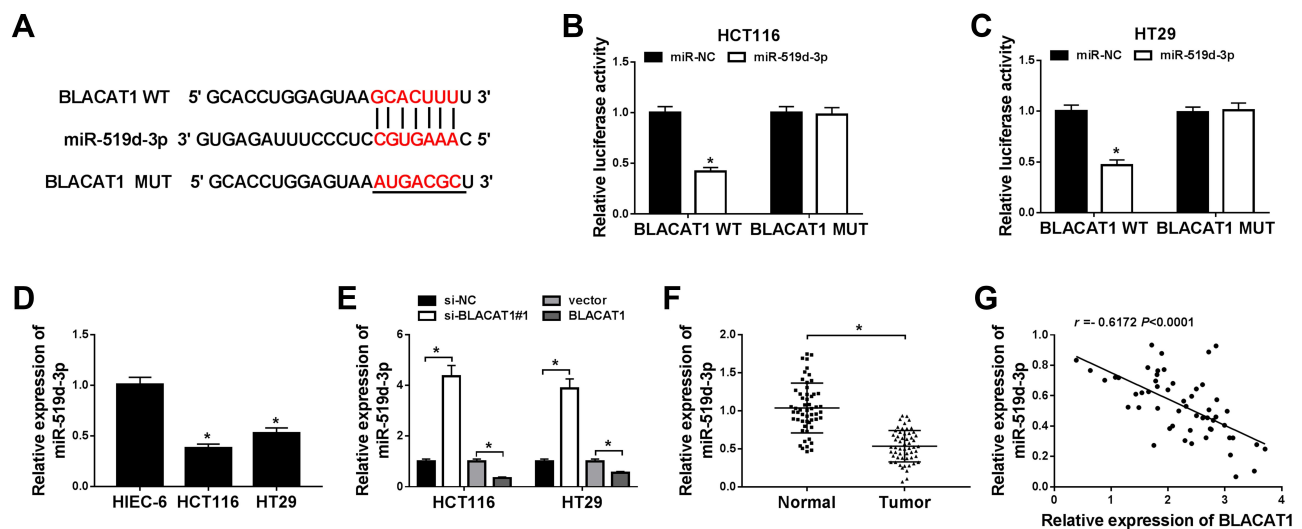 A
BLACAT1 WT 5' GCACCUGGAGUAAGCACUUUU 3'
miR-519d-3p 3' GUGAGAUUUCCCUCCGUGAAAC 5'
BLACAT1 MUT 5' GCACCUGGAGUAAAUGACGCU 3'
B
HCT116
miR-NC miR-519d-3p
Relative luciferase activity
1.5
1.0
0.5
0.0
*
BLACAT1 WT BLACAT1 MUT
C
HT29
miR-NC miR-519d-3p
Relative luciferase activity
1.5
1.0
0.5
0.0
*
BLACAT1 WT BLACAT1 MUT
D
Relative expression of
miR-519d-3p
1.5
1.0
0.5
0.0
* *
HIEC-6 HCT116 HT29
E
si-NC vector
si-BLACAT1#1 BLACAT1
Relative expression of
miR-519d-3p
6
4
2
0
* * * *
HCT116 HT29
F
Relative expression of
miR-519d-3p
2.0
1.5
1.0
0.5
0.0
*
Normal Tumor
G
r =- 0.6172 P<0.0001
Relative expression of
miR-519d-3p
1.0
0.8
0.6
0.4
0.2
0.0
0 1 2 3 4
Relative expression of BLACAT1